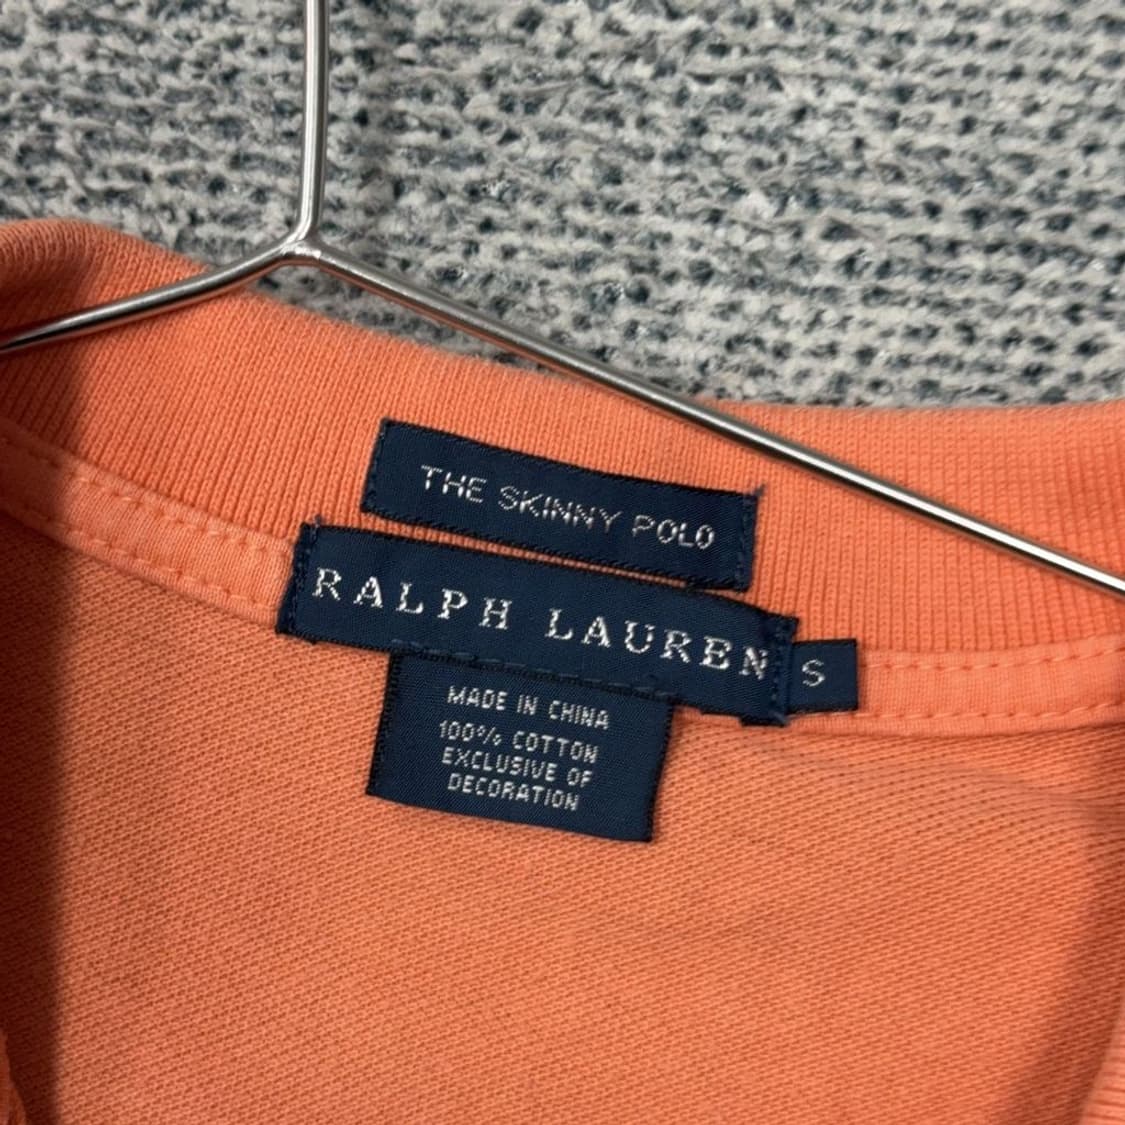 THE SKINNY POLO
RALPH LAUREN
S
MADE IN CHINA
100% COTTON
EXCLUSIVE OF
DECORATION